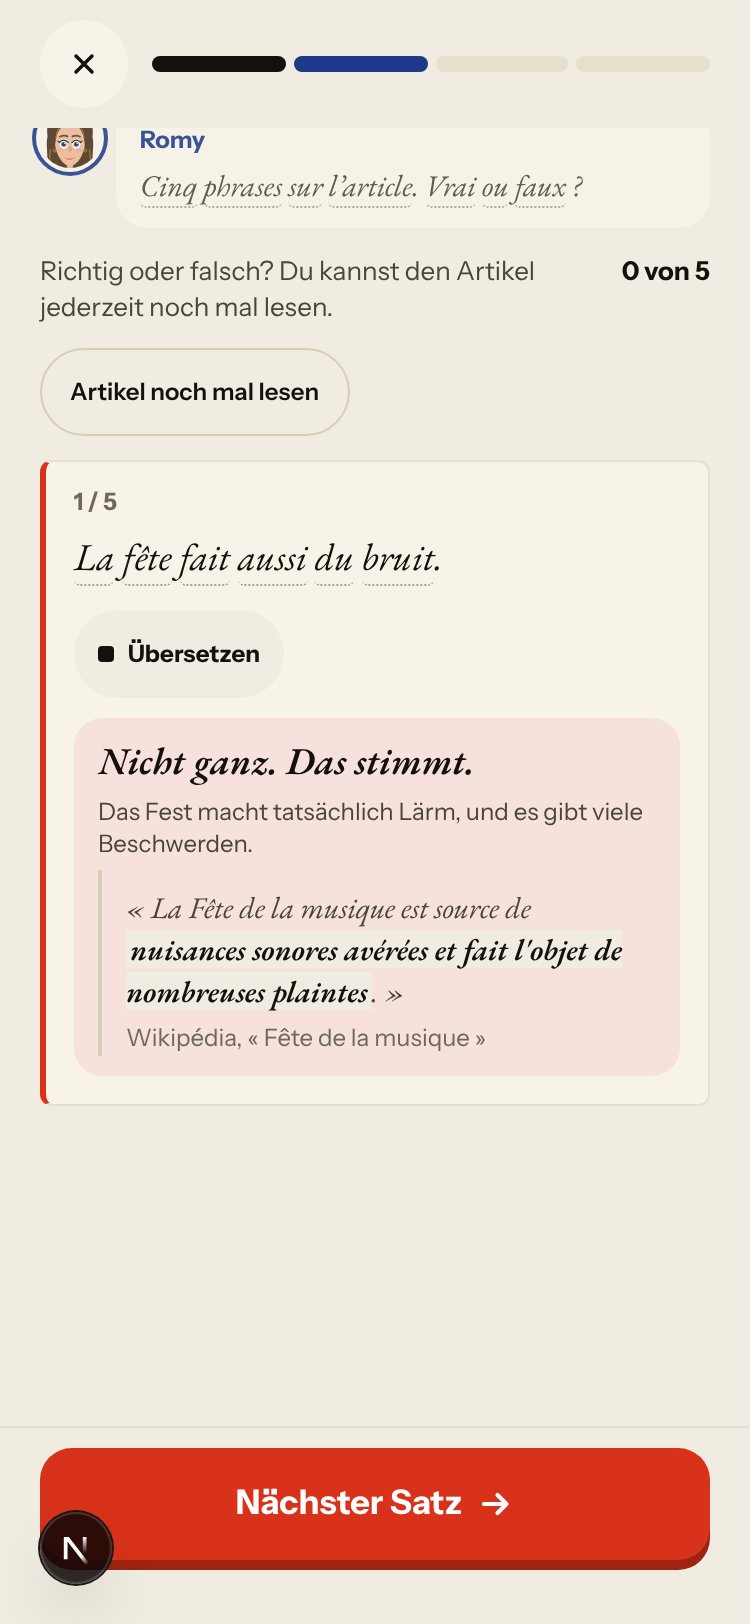 Romy
Cinq phrases sur l’article. Vrai ou faux ?
Richtig oder falsch? Du kannst den Artikel
jederzeit noch mal lesen.
0 von 5
Artikel noch mal lesen
1 / 5
La fête fait aussi du bruit.
Übersetzen
Nicht ganz. Das stimmt.
Das Fest macht tatsächlich Lärm, und es gibt viele
Beschwerden.
« La Fête de la musique est source de
nuisances sonores avérées et fait l'objet de
nombreuses plaintes. »
Wikipédia, « Fête de la musique »
Nächster Satz →
N